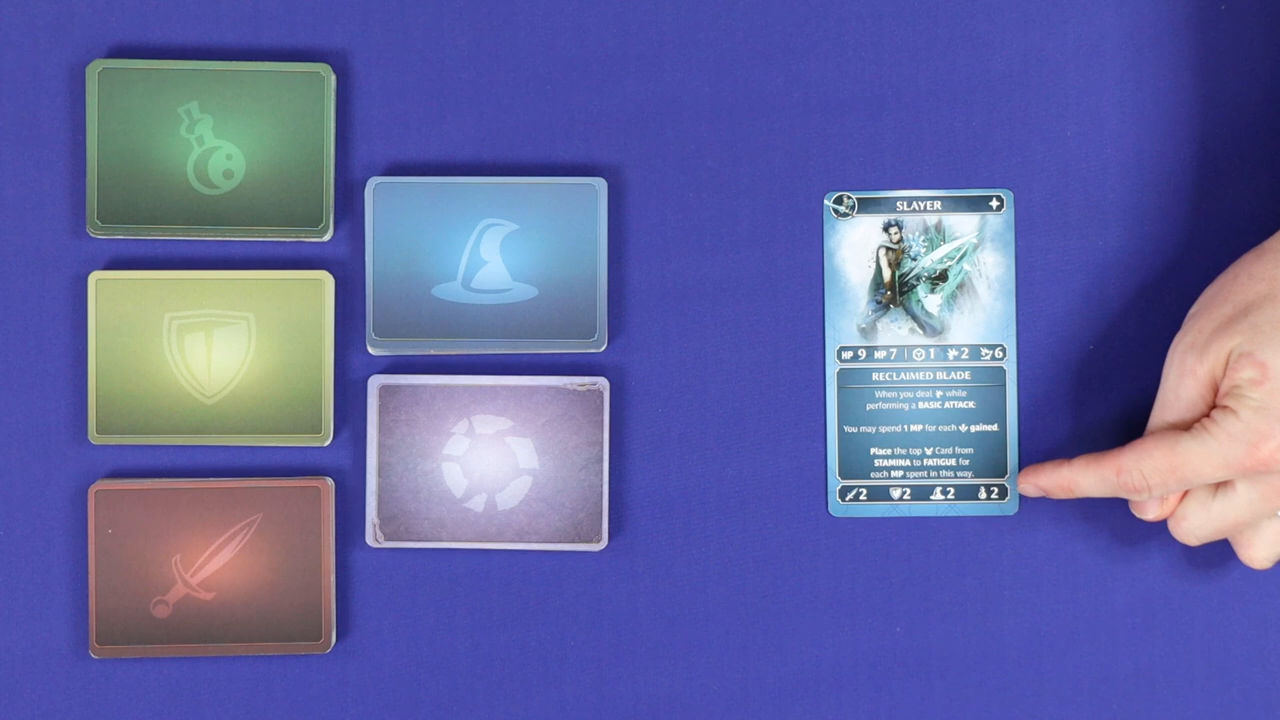 SLAYER
HP 9 MP 7 1 2 6
RECLAIMED BLADE
When you deal while
performing a BASIC ATTACK:
You may spend 1 MP for each gained.
Place the top Card from
STAMINA to FATIGUE for
each MP spent in this way.
2 2 2 2